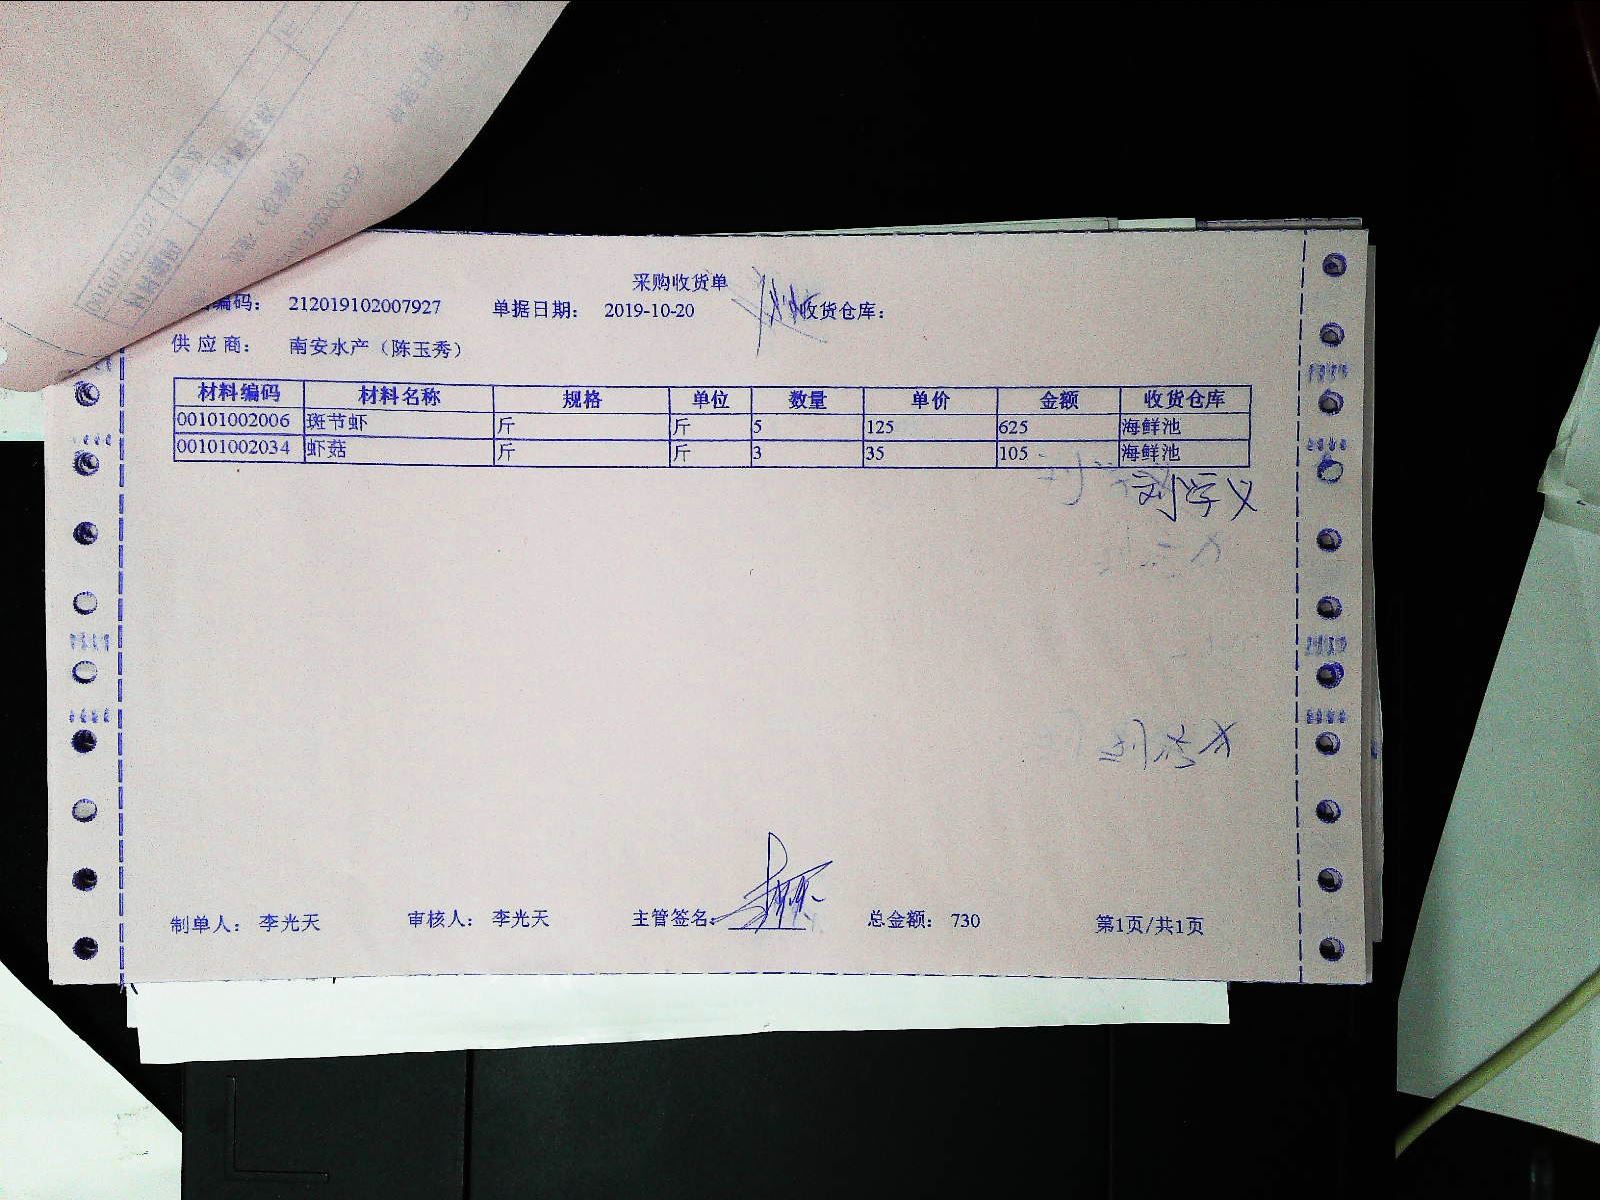 采购收货单
编码： 212019102007927 单据日期： 2019-10-20 收货仓库：
供 应 商： 南安水产（陈玉秀）
材料编码 材料名称 规格 单位 数量 单价 金额 收货仓库
00101002006 斑节虾 斤 斤 5 125 625 海鲜池
00101002034 虾菇 斤 斤 3 35 105 海鲜池
制单人： 李光天 审核人： 李光天 主管签名： 总金额： 730 第1页/共1页